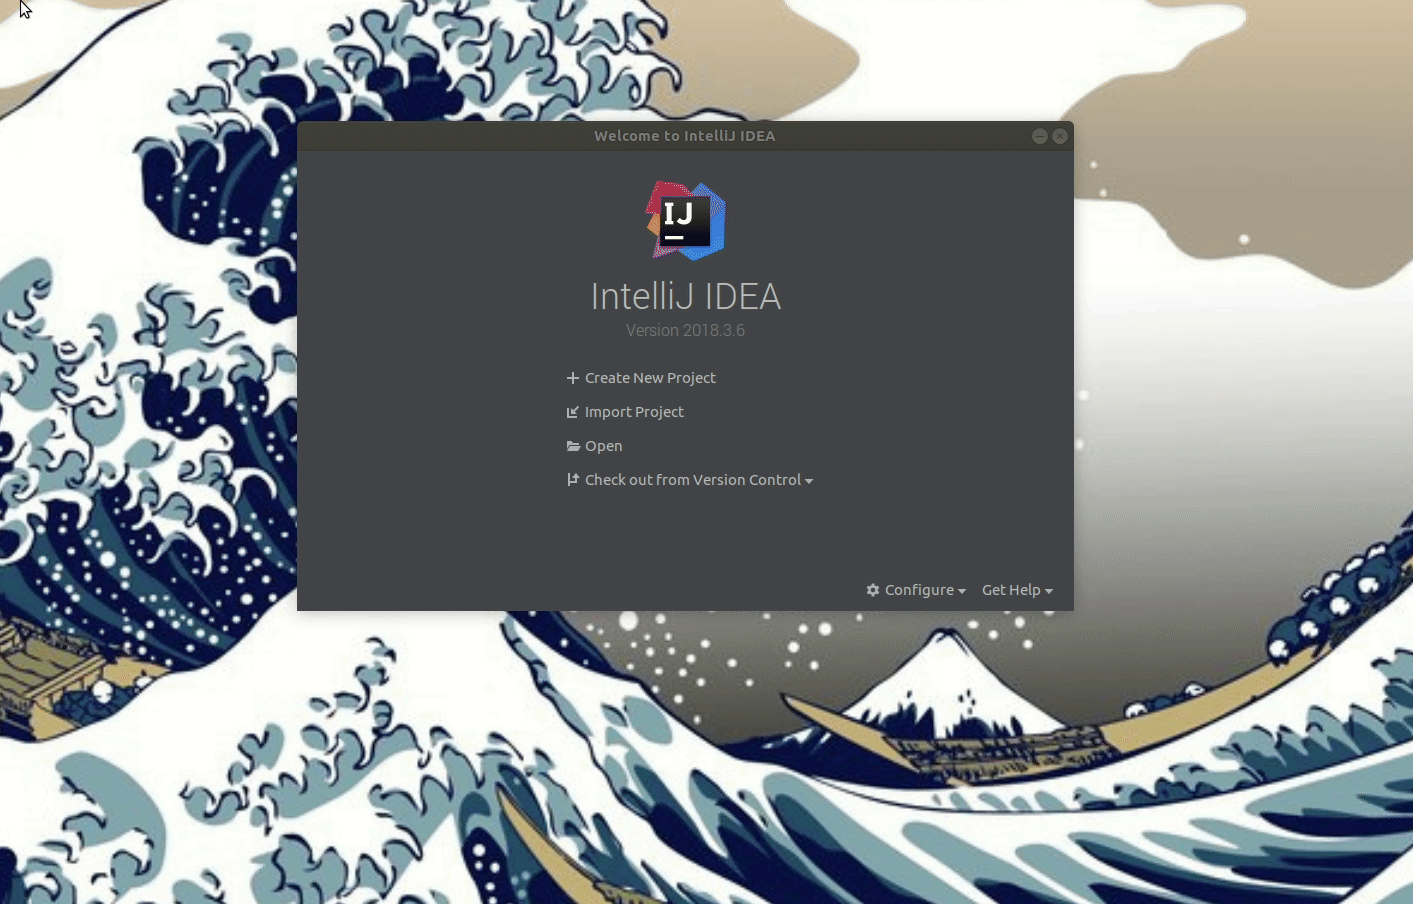 Welcome to IntelliJ IDEA
IJ
IntelliJ IDEA
Version 2018.3.6
Create New Project
Import Project
Open
Check out from Version Control
Configure
Get Help